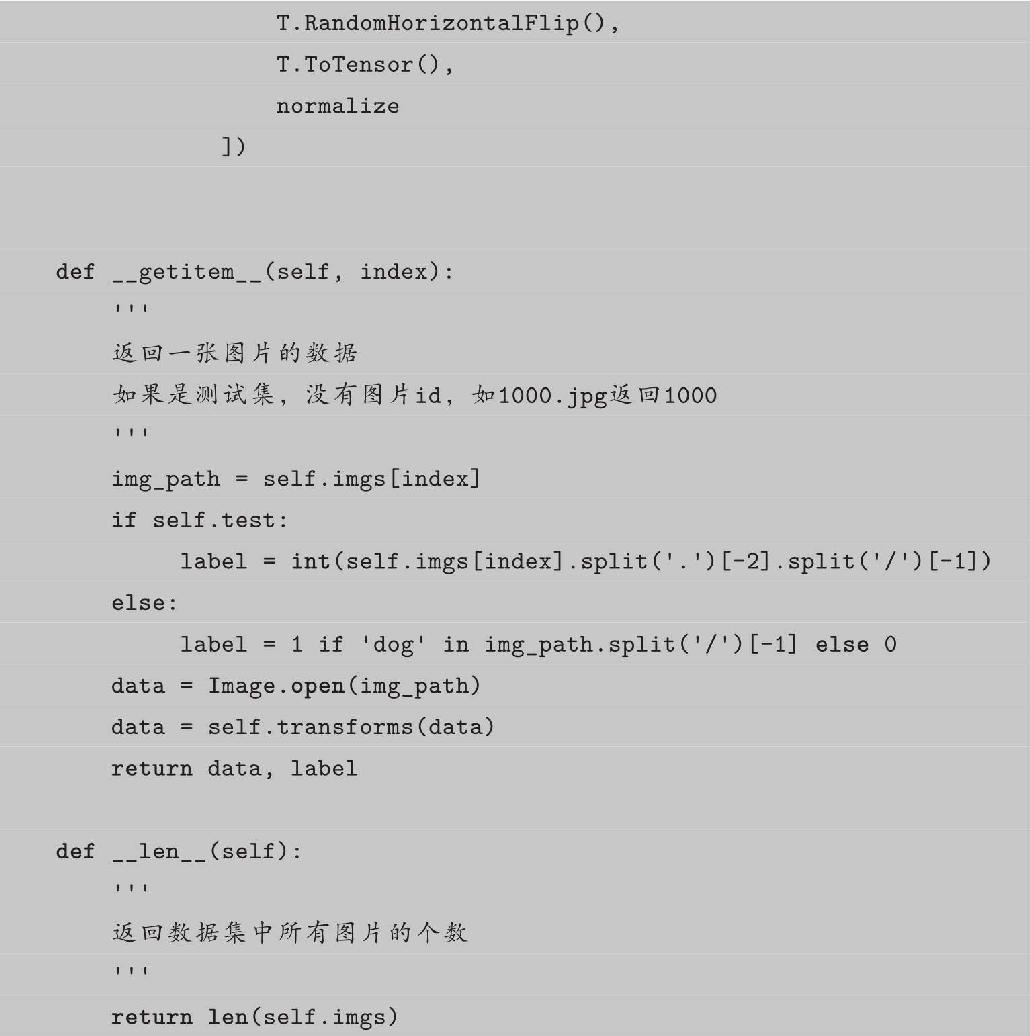 T.RandomHorizontalFlip(),
T.ToTensor(),
normalize
])
def __getitem__(self, index):
'''
返回一张图片的数据
如果是测试集，没有图片id，如1000.jpg返回1000
'''
img_path = self.imgs[index]
if self.test:
label = int(self.imgs[index].split('.')[-2].split('/')[-1])
else:
label = 1 if 'dog' in img_path.split('/')[-1] else 0
data = Image.open(img_path)
data = self.transforms(data)
return data, label
def __len__(self):
'''
返回数据集中所有图片的个数
'''
return len(self.imgs)